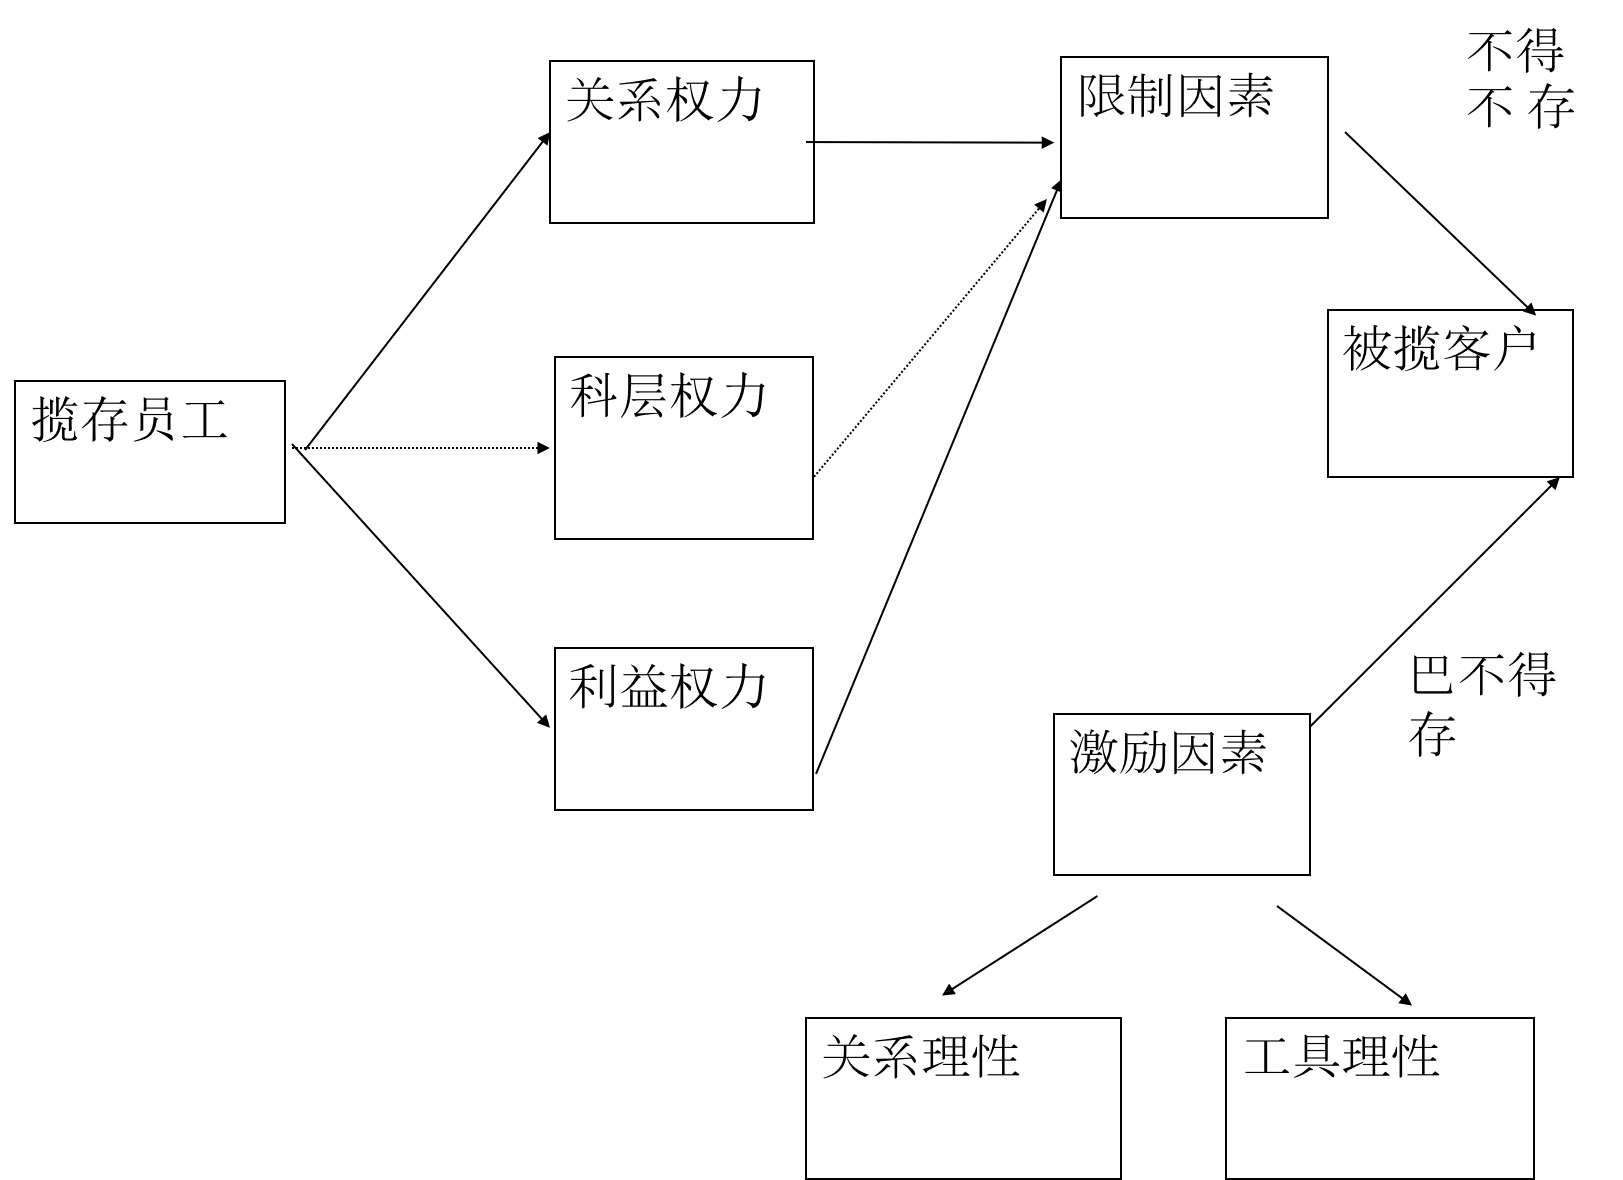 不得
不 存
关系权力
限制因素
被揽客户
科层权力
揽存员工
利益权力
巴不得
存
激励因素
关系理性
工具理性